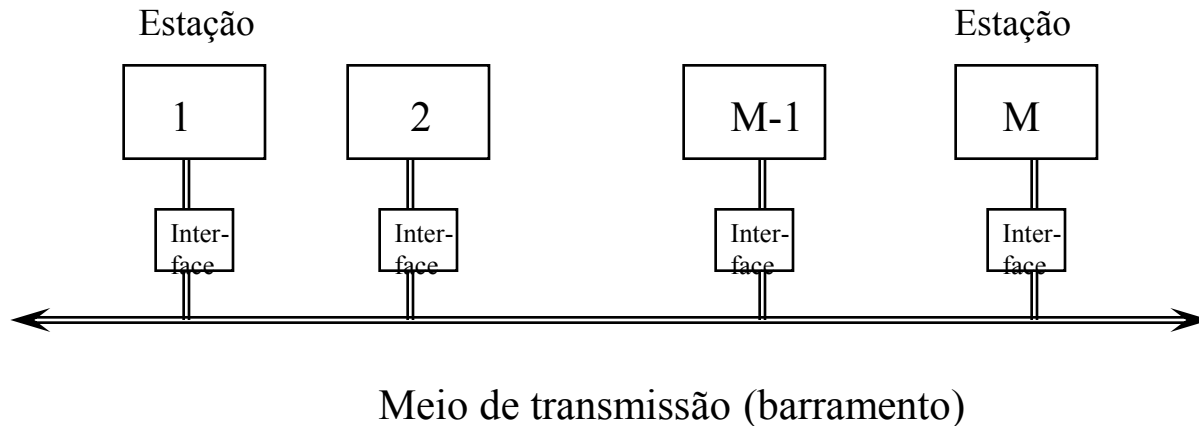 Estação Estação
1 2 M-1 M
Inter- Inter- Inter- Inter-
face face face face
Meio de transmissão (barramento)